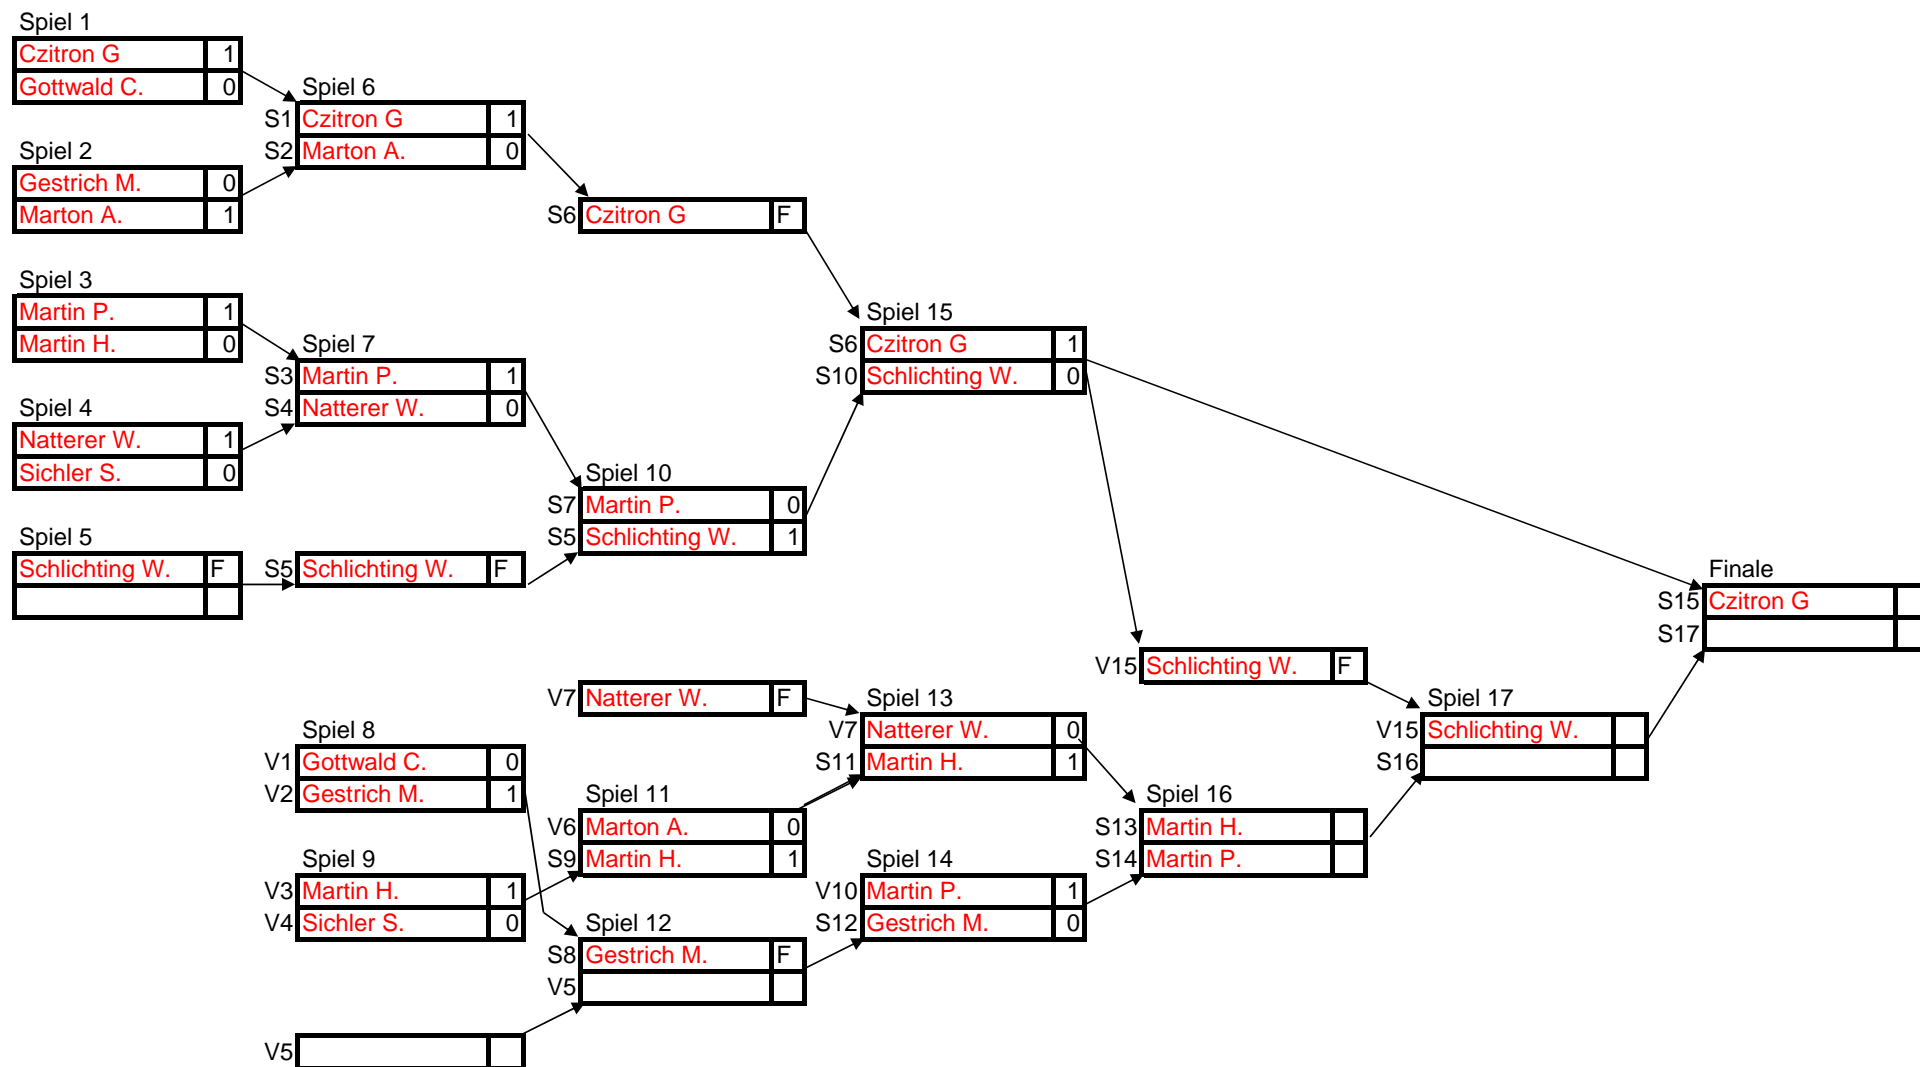 Spiel 1
Czitron G 1
Gottwald C. 0
Spiel 2
Gestrich M. 0
Marton A. 1
Spiel 3
Martin P. 1
Martin H. 0
Spiel 4
Natterer W. 1
Sichler S. 0
Spiel 5
Schlichting W. F
Spiel 6
S1 Czitron G 1
S2 Marton A. 0
Spiel 7
S3 Martin P. 1
S4 Natterer W. 0
S5 Schlichting W. F
Spiel 8
V1 Gottwald C. 0
V2 Gestrich M. 1
Spiel 9
V3 Martin H. 1
V4 Sichler S. 0
V5
S6 Czitron G F
Spiel 10
S7 Martin P. 0
S5 Schlichting W. 1
V7 Natterer W. F
Spiel 11
V6 Marton A. 0
S9 Martin H. 1
Spiel 12
S8 Gestrich M. F
V5
Spiel 15
S6 Czitron G 1
S10 Schlichting W. 0
Spiel 13
V7 Natterer W. 0
S11 Martin H. 1
Spiel 14
V10 Martin P. 1
S12 Gestrich M. 0
V15 Schlichting W. F
Spiel 16
S13 Martin H.
S14 Martin P.
Spiel 17
V15 Schlichting W.
S16
Finale
S15 Czitron G
S17